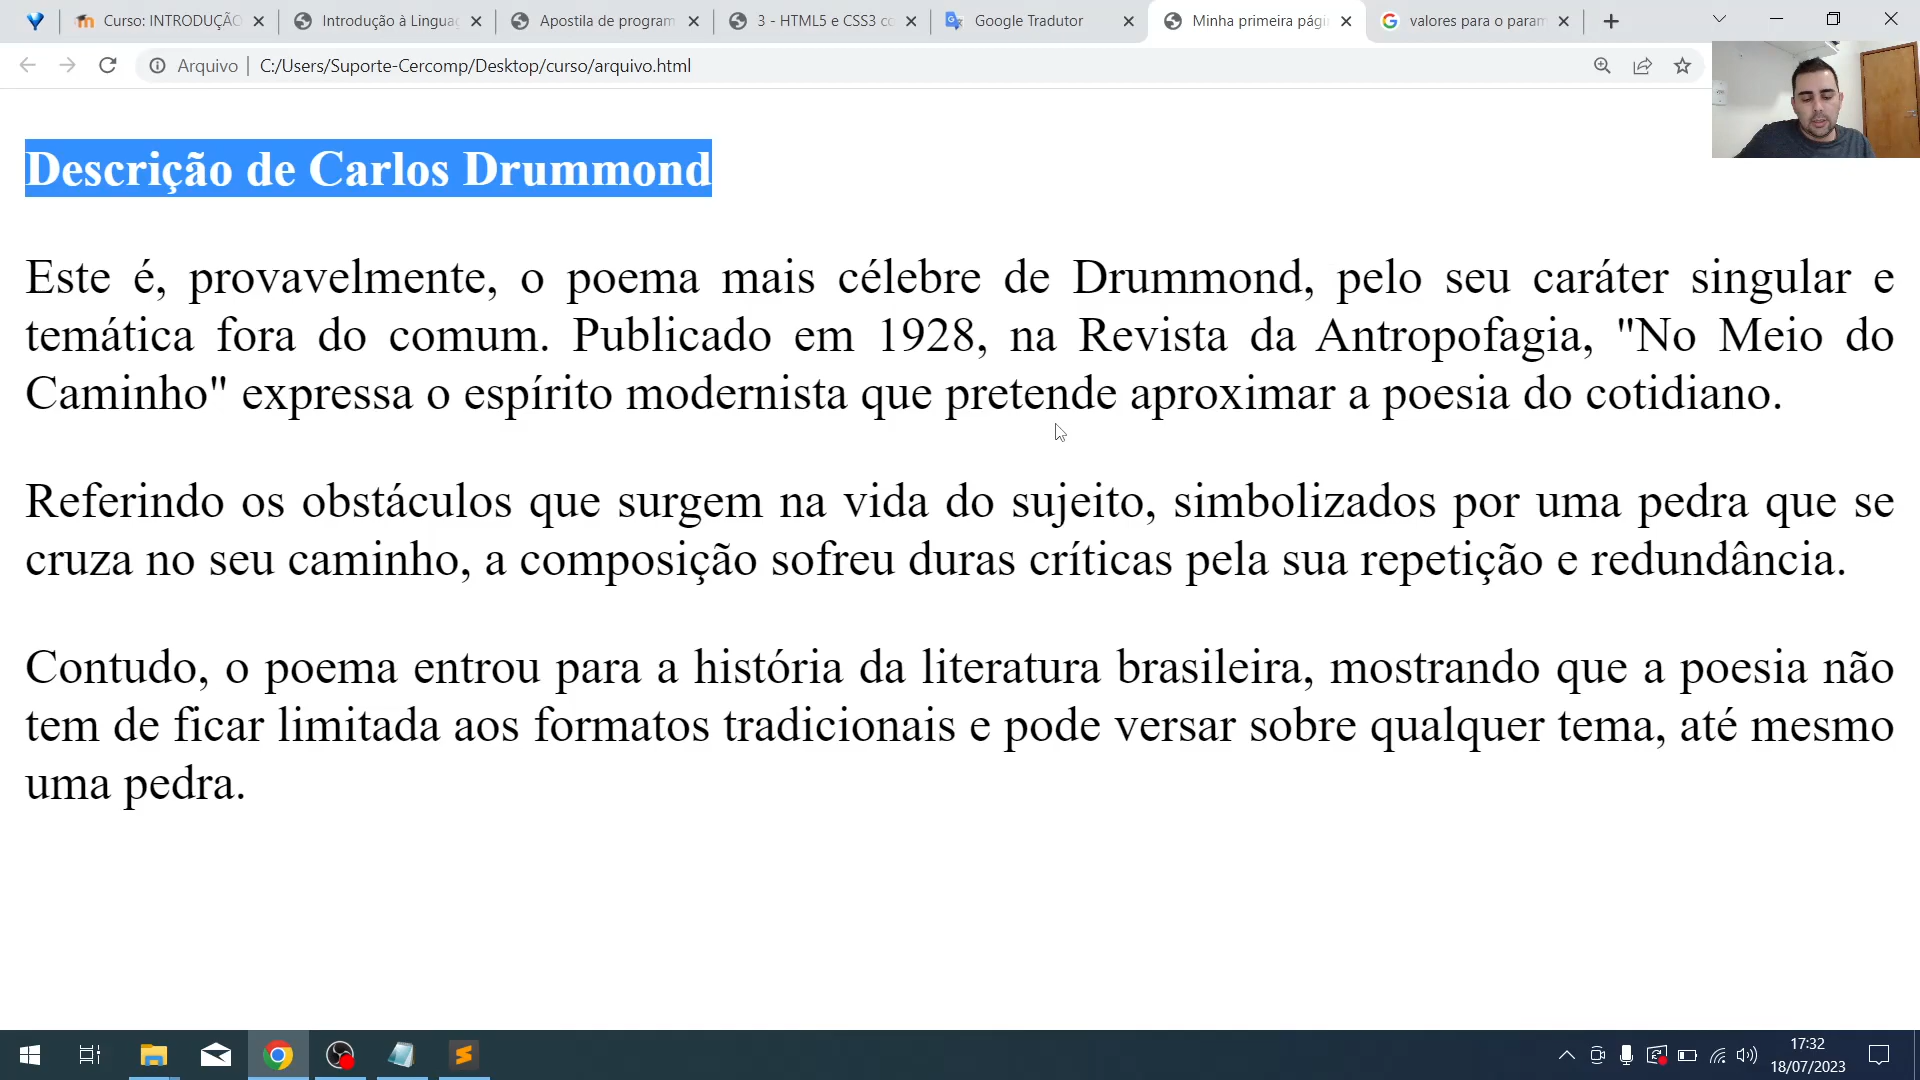 Curso: INTRODUÇÃO
Introdução à Lingua
Apostila de program
3 - HTML5 e CSS3 co
Google Tradutor
Minha primeira pági
valores para o param
Arquivo
C:/Users/Suporte-Cercomp/Desktop/curso/arquivo.html
Descrição de Carlos Drummond
Este é, provavelmente, o poema mais célebre de Drummond, pelo seu caráter singular e
temática fora do comum. Publicado em 1928, na Revista da Antropofagia, "No Meio do
Caminho" expressa o espírito modernista que pretende aproximar a poesia do cotidiano.
Referindo os obstáculos que surgem na vida do sujeito, simbolizados por uma pedra que se
cruza no seu caminho, a composição sofreu duras críticas pela sua repetição e redundância.
Contudo, o poema entrou para a história da literatura brasileira, mostrando que a poesia não
tem de ficar limitada aos formatos tradicionais e pode versar sobre qualquer tema, até mesmo
uma pedra.
17:32
18/07/2023